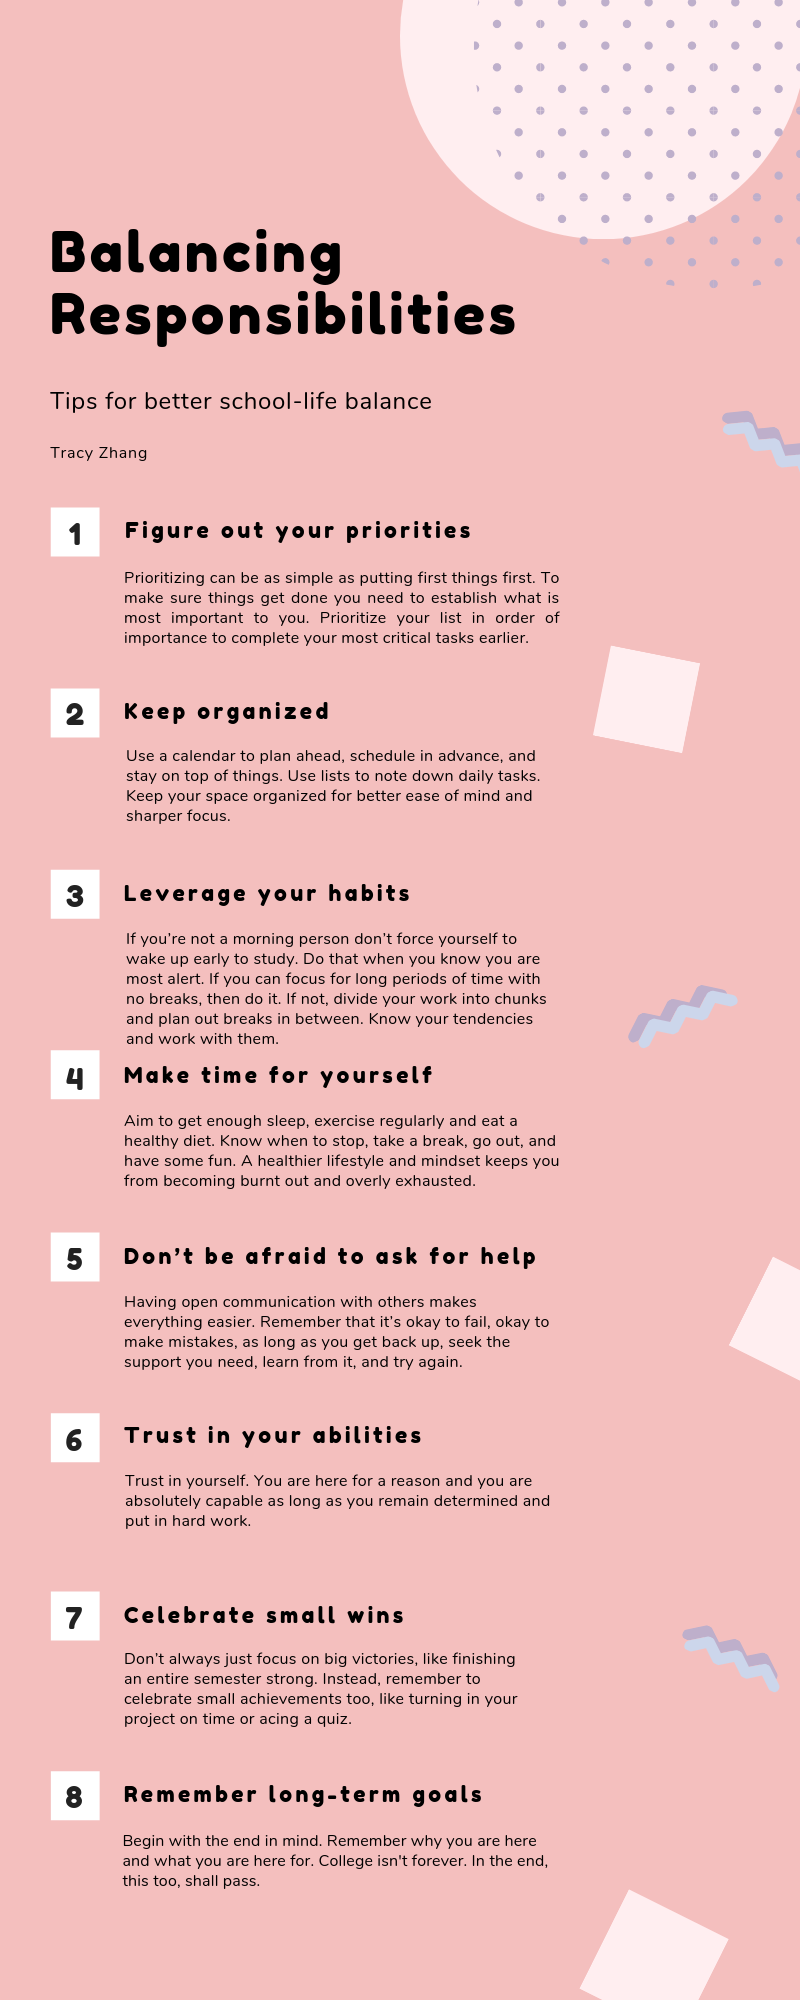 Balancing
Responsibilities
Tips for better school-life balance
Tracy Zhang
1
Figure out your priorities
Prioritizing can be as simple as putting first things first. To
make sure things get done you need to establish what is
most important to you. Prioritize your list in order of
importance to complete your most critical tasks earlier.
2
Keep organized
Use a calendar to plan ahead, schedule in advance, and
stay on top of things. Use lists to note down daily tasks.
Keep your space organized for better ease of mind and
sharper focus.
3
Leverage your habits
If you’re not a morning person don’t force yourself to
wake up early to study. Do that when you know you are
most alert. If you can focus for long periods of time with
no breaks, then do it. If not, divide your work into chunks
and plan out breaks in between. Know your tendencies
and work with them.
4
Make time for yourself
Aim to get enough sleep, exercise regularly and eat a
healthy diet. Know when to stop, take a break, go out, and
have some fun. A healthier lifestyle and mindset keeps you
from becoming burnt out and overly exhausted.
5
Don’t be afraid to ask for help
Having open communication with others makes
everything easier. Remember that it’s okay to fail, okay to
make mistakes, as long as you get back up, seek the
support you need, learn from it, and try again.
6
Trust in your abilities
Trust in yourself. You are here for a reason and you are
absolutely capable as long as you remain determined and
put in hard work.
7
Celebrate small wins
Don’t always just focus on big victories, like finishing
an entire semester strong. Instead, remember to
celebrate small achievements too, like turning in your
project on time or acing a quiz.
8
Remember long-term goals
Begin with the end in mind. Remember why you are here
and what you are here for. College isn't forever. In the end,
this too, shall pass.